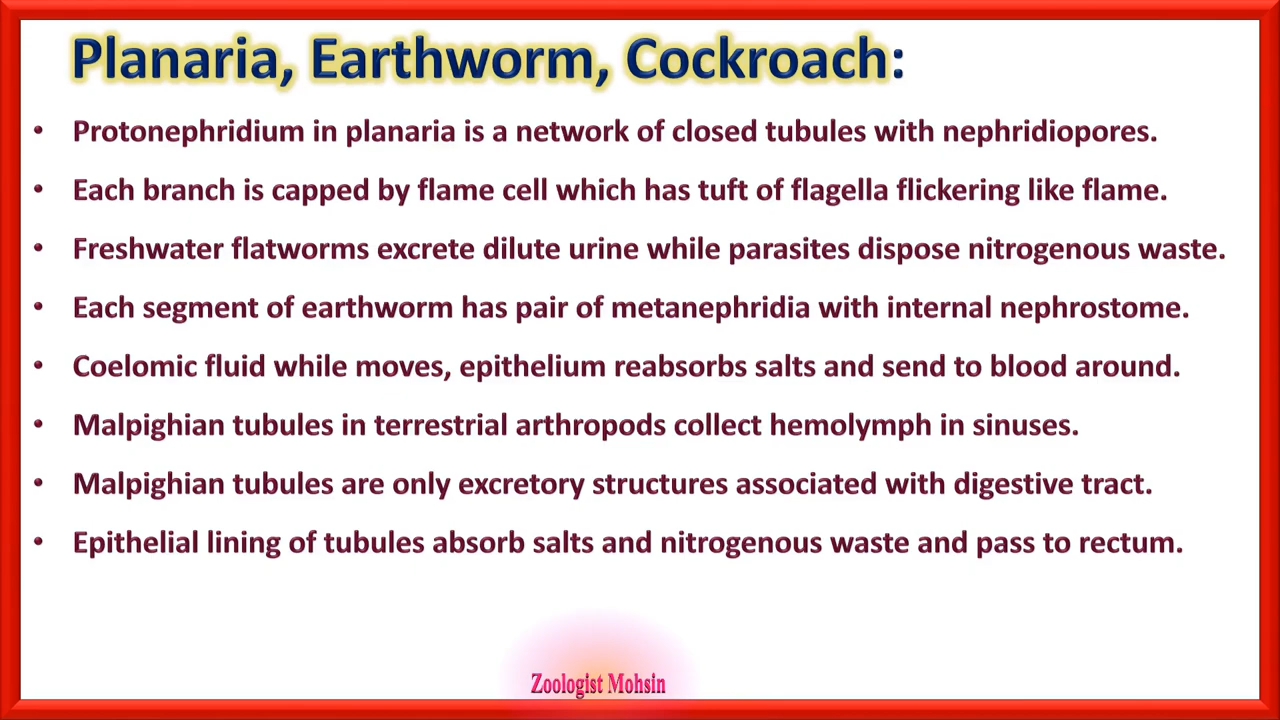 Planaria, Earthworm, Cockroach:
• Protonephridium in planaria is a network of closed tubules with nephridiopores.
• Each branch is capped by flame cell which has tuft of flagella flickering like flame.
• Freshwater flatworms excrete dilute urine while parasites dispose nitrogenous waste.
• Each segment of earthworm has pair of metanephridia with internal nephrostome.
• Coelomic fluid while moves, epithelium reabsorbs salts and send to blood around.
• Malpighian tubules in terrestrial arthropods collect hemolymph in sinuses.
• Malpighian tubules are only excretory structures associated with digestive tract.
• Epithelial lining of tubules absorb salts and nitrogenous waste and pass to rectum.
Zoologist Mohsin